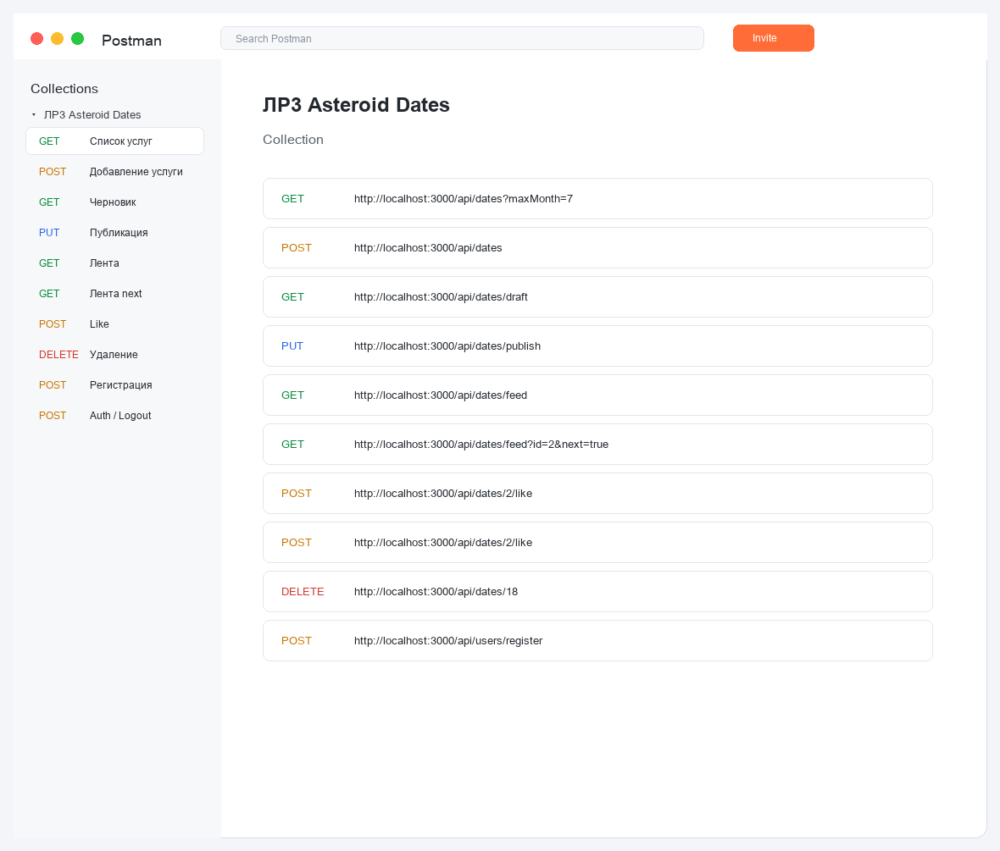 Postman
Search Postman
Invite
Collections
ЛР3 Asteroid Dates
GET Список услуг
POST Добавление услуги
GET Черновик
PUT Публикация
GET Лента
GET Лента next
POST Like
DELETE Удаление
POST Регистрация
POST Auth / Logout
ЛР3 Asteroid Dates
Collection
GET http://localhost:3000/api/dates?maxMonth=7
POST http://localhost:3000/api/dates
GET http://localhost:3000/api/dates/draft
PUT http://localhost:3000/api/dates/publish
GET http://localhost:3000/api/dates/feed
GET http://localhost:3000/api/dates/feed?id=2&next=true
POST http://localhost:3000/api/dates/2/like
POST http://localhost:3000/api/dates/2/like
DELETE http://localhost:3000/api/dates/18
POST http://localhost:3000/api/users/register